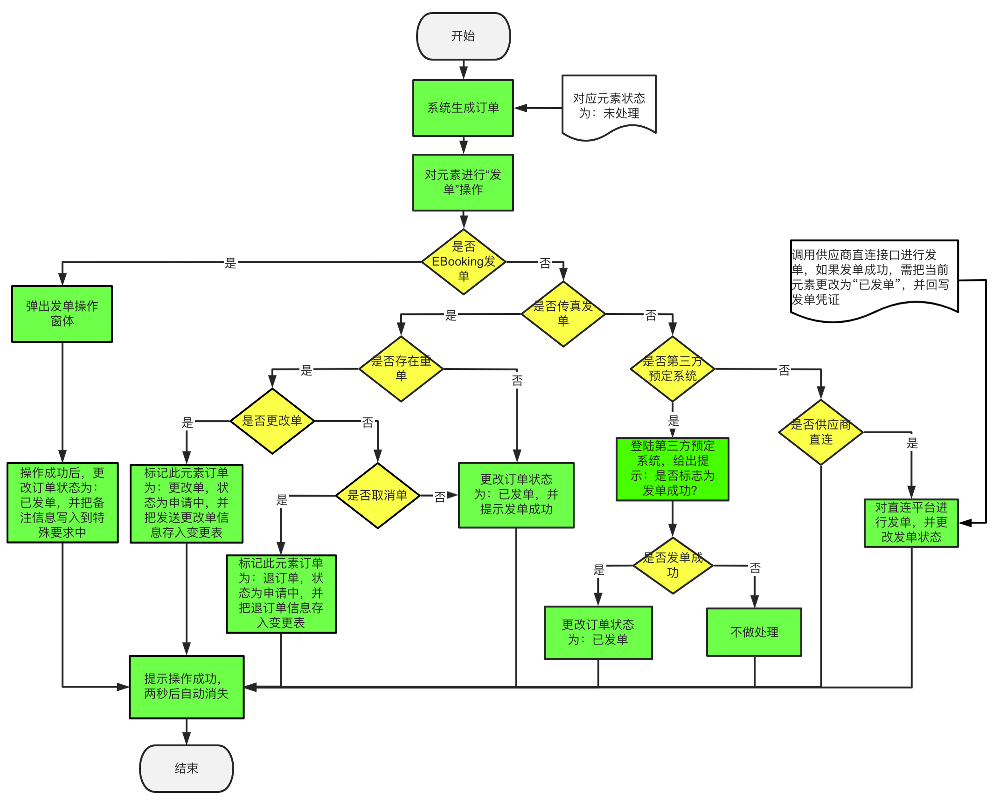 开始
系统生成订单
对应元素状态
为：未处理
对元素进行“发
单”操作
是否
EBooking发
单
是
否
调用供应商直连接口进行发
单，如果发单成功，需把当前
元素更改为“已发单”，并回写
发单凭证
弹出发单操作
窗体
是否传真发
单
是
否
是否存在重
单
是
否
是否第三方
预定系统
否
是
是否更改单
是
否
是否供应商
直连
是
登陆第三方预定
系统，给出提
示：是否标志为
发单成功?
操作成功后，更
改订单状态为：
已发单，并把备
注信息写入到特
殊要求中
标记此元素订单
为：更改单，状
态为申请中，并
把发送更改单信
息存入变更表
是否取消单
是
否
更改订单状态
为：已发单，并
提示发单成功
对直连平台进
行发单，并更
改发单状态
标记此元素订单
为：退订单，状
态为申请中，并
把退订单信息存
入变更表
是否发单成
功
是
否
更改订单状态
为：已发单
不做处理
提示操作成功，
两秒后自动消失
结束